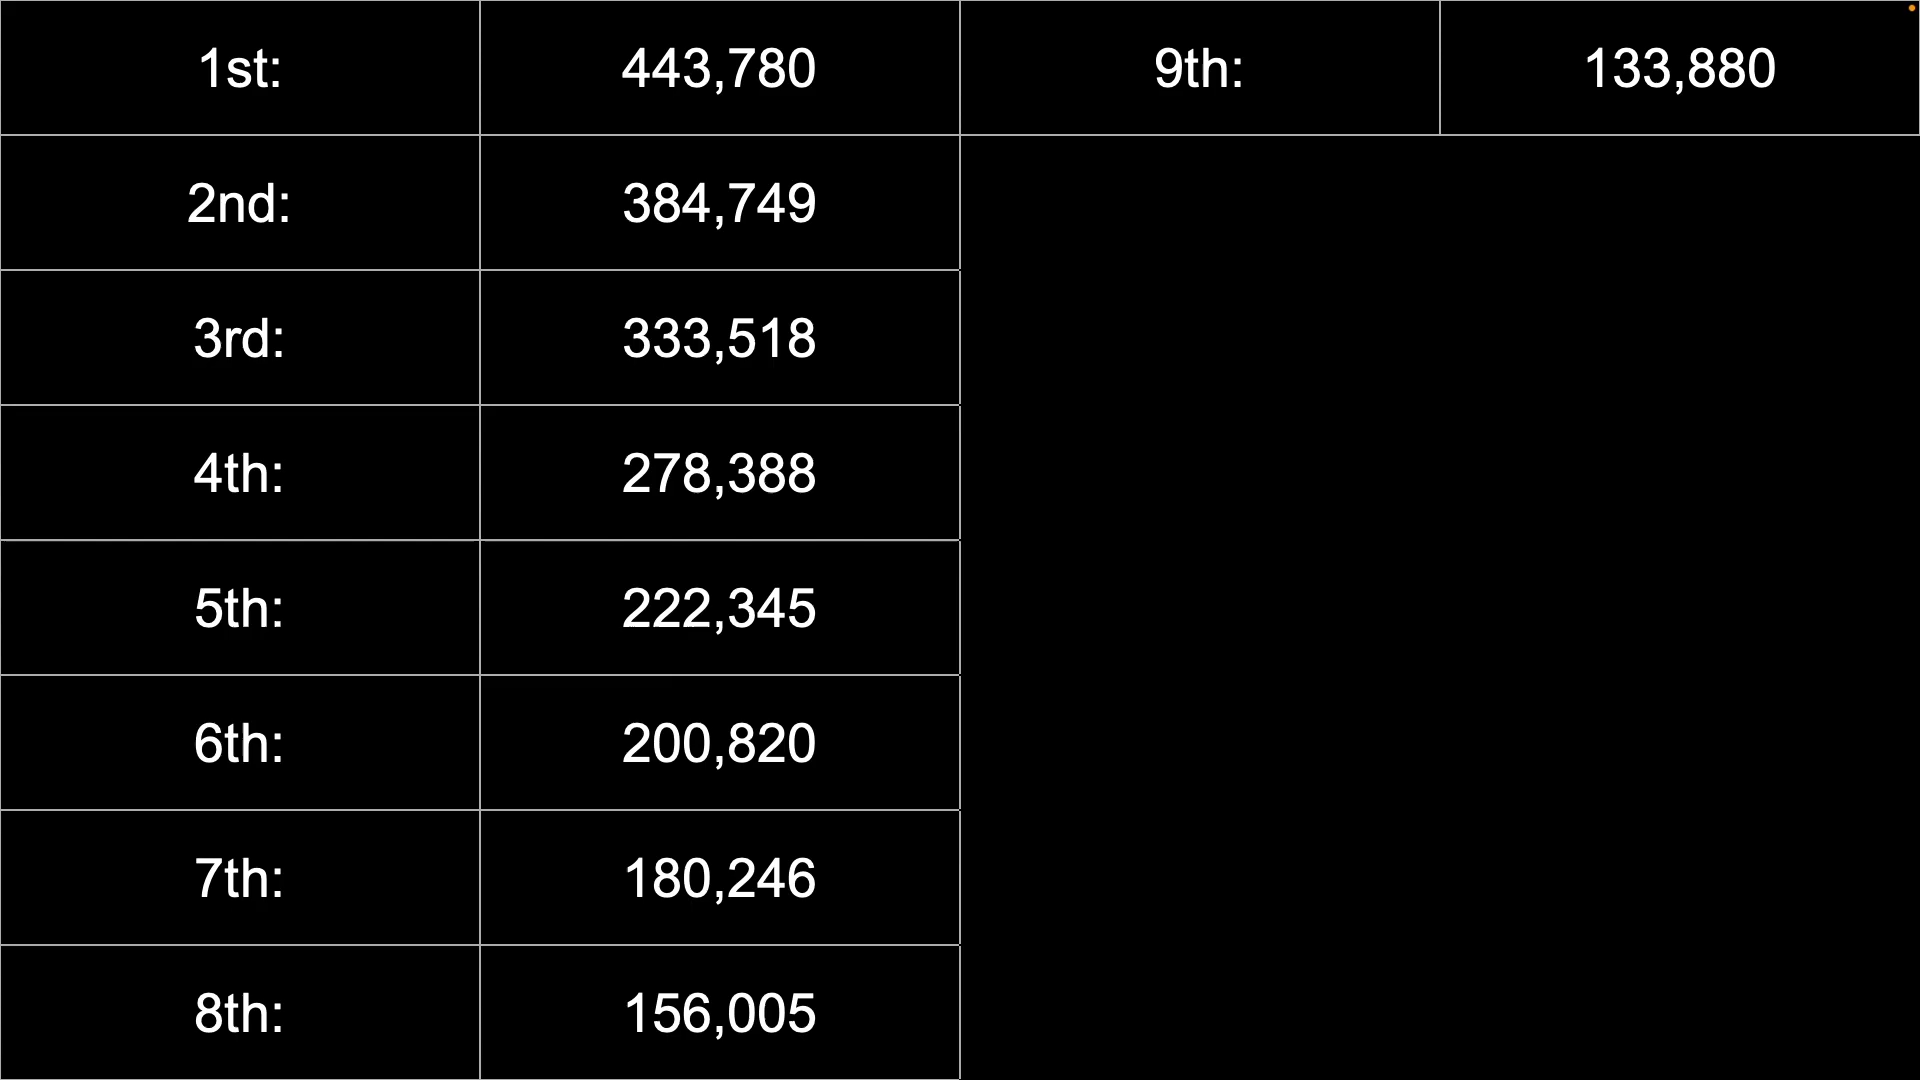 1st: 443,780
2nd: 384,749
3rd: 333,518
4th: 278,388
5th: 222,345
6th: 200,820
7th: 180,246
8th: 156,005
9th: 133,880